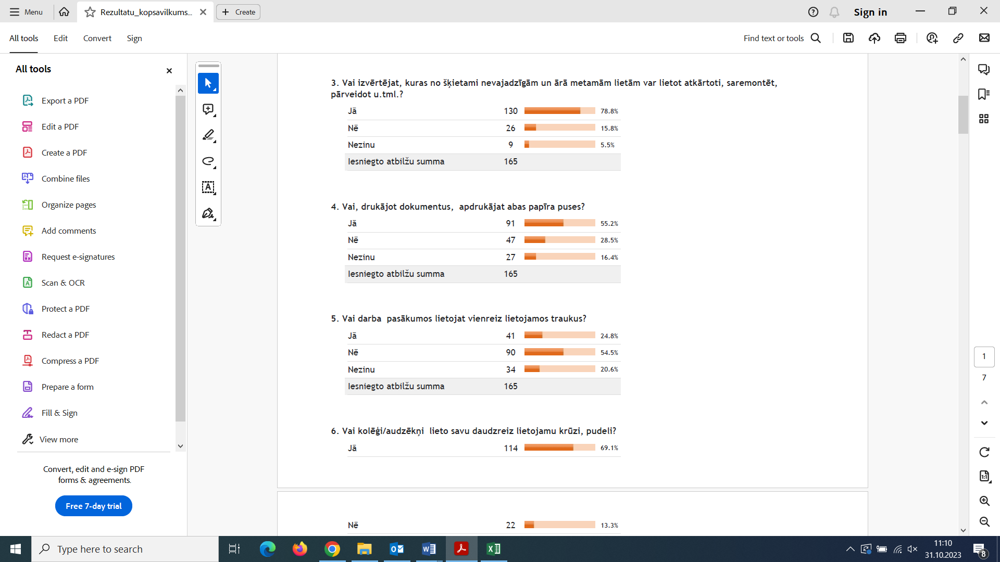 Menu
Rezultatu_kopsavilkums...
Create
Sign in
All tools
Edit
Convert
Sign
Find text or tools
All tools
Export a PDF
Edit a PDF
Create a PDF
Combine files
Organize pages
Add comments
Request e-signatures
Scan & OCR
Protect a PDF
Redact a PDF
Compress a PDF
Prepare a form
Fill & Sign
View more
Convert, edit and e-sign PDF
forms & agreements.
Free 7-day trial
3. Vai izvērtējat, kuras no šķietami nevajadzīgām un ārā metamām lietām var lietot atkārtoti, saremontēt,
pārveidot u.tml.?
Jā 130 78.8%
Nē 26 15.8%
Nezinu 9 5.5%
Iesniegto atbilžu summa 165
4. Vai, drukājot dokumentus,  apdrukājat abas papīra puses?
Jā 91 55.2%
Nē 47 28.5%
Nezinu 27 16.4%
Iesniegto atbilžu summa 165
5. Vai darba  pasākumos lietojat vienreiz lietojamos traukus?
Jā 41 24.8%
Nē 90 54.5%
Nezinu 34 20.6%
Iesniegto atbilžu summa 165
6. Vai kolēģi/audzēkņi  lieto savu daudzreiz lietojamu krūzi, pudeli?
Jā 114 69.1%
Nē 22 13.3%
1
7
1:1
Type here to search
11:10
31.10.2023
8